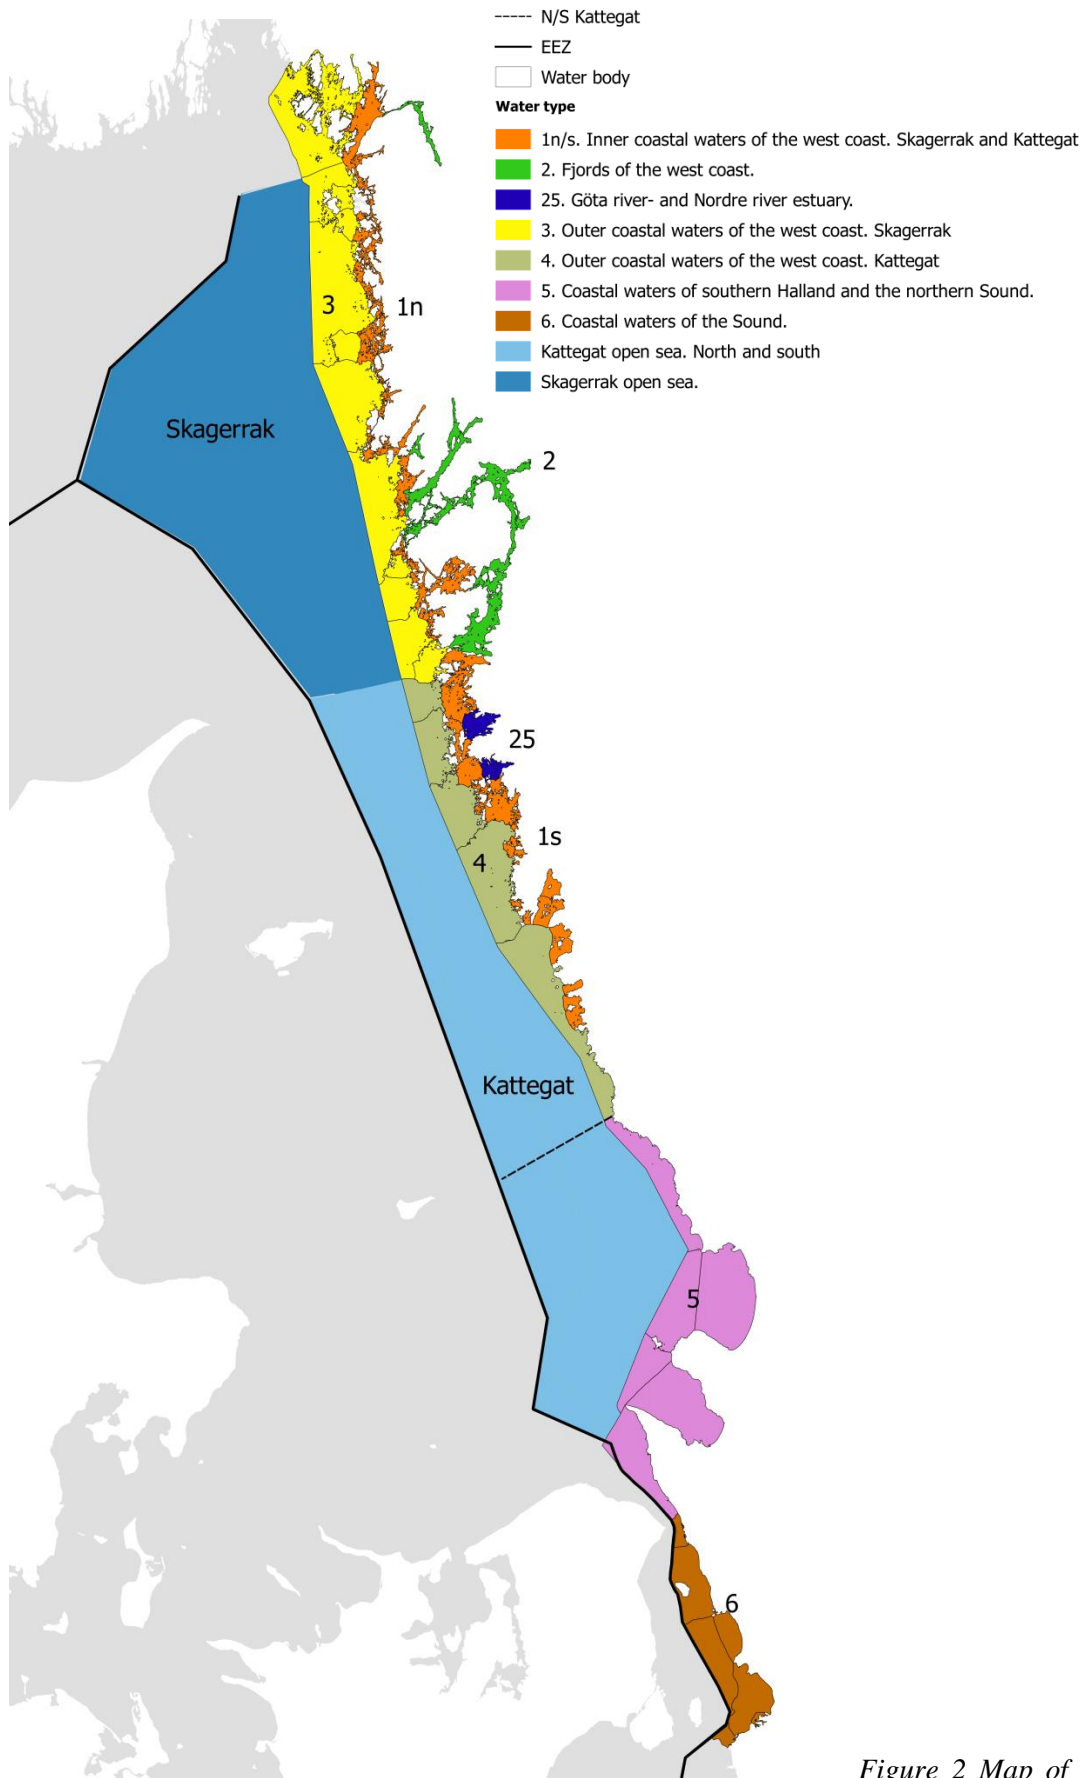 N/S Kattegat
EEZ
Water body
Water type
1n/s. Inner coastal waters of the west coast. Skagerrak and Kattegat
2. Fjords of the west coast.
25. Göta river- and Nordre river estuary.
3. Outer coastal waters of the west coast. Skagerrak
4. Outer coastal waters of the west coast. Kattegat
5. Coastal waters of southern Halland and the northern Sound.
6. Coastal waters of the Sound.
Kattegat open sea. North and south
Skagerrak open sea.
3
1n
Skagerrak
2
25
1s
4
Kattegat
5
6
Figure 2 Map of